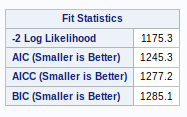 Fit Statistics
-2 Log Likelihood 1175.3
AIC (Smaller is Better) 1245.3
AICC (Smaller is Better) 1277.2
BIC (Smaller is Better) 1285.1